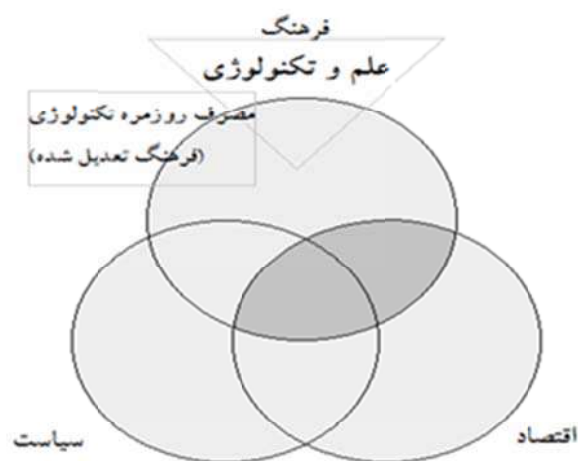 فرهنگ
علم و تکنولوژی
مصرف روزمره تکنولوژی
(فرهنگ تعدیل شده)
اقتصاد
سیاست